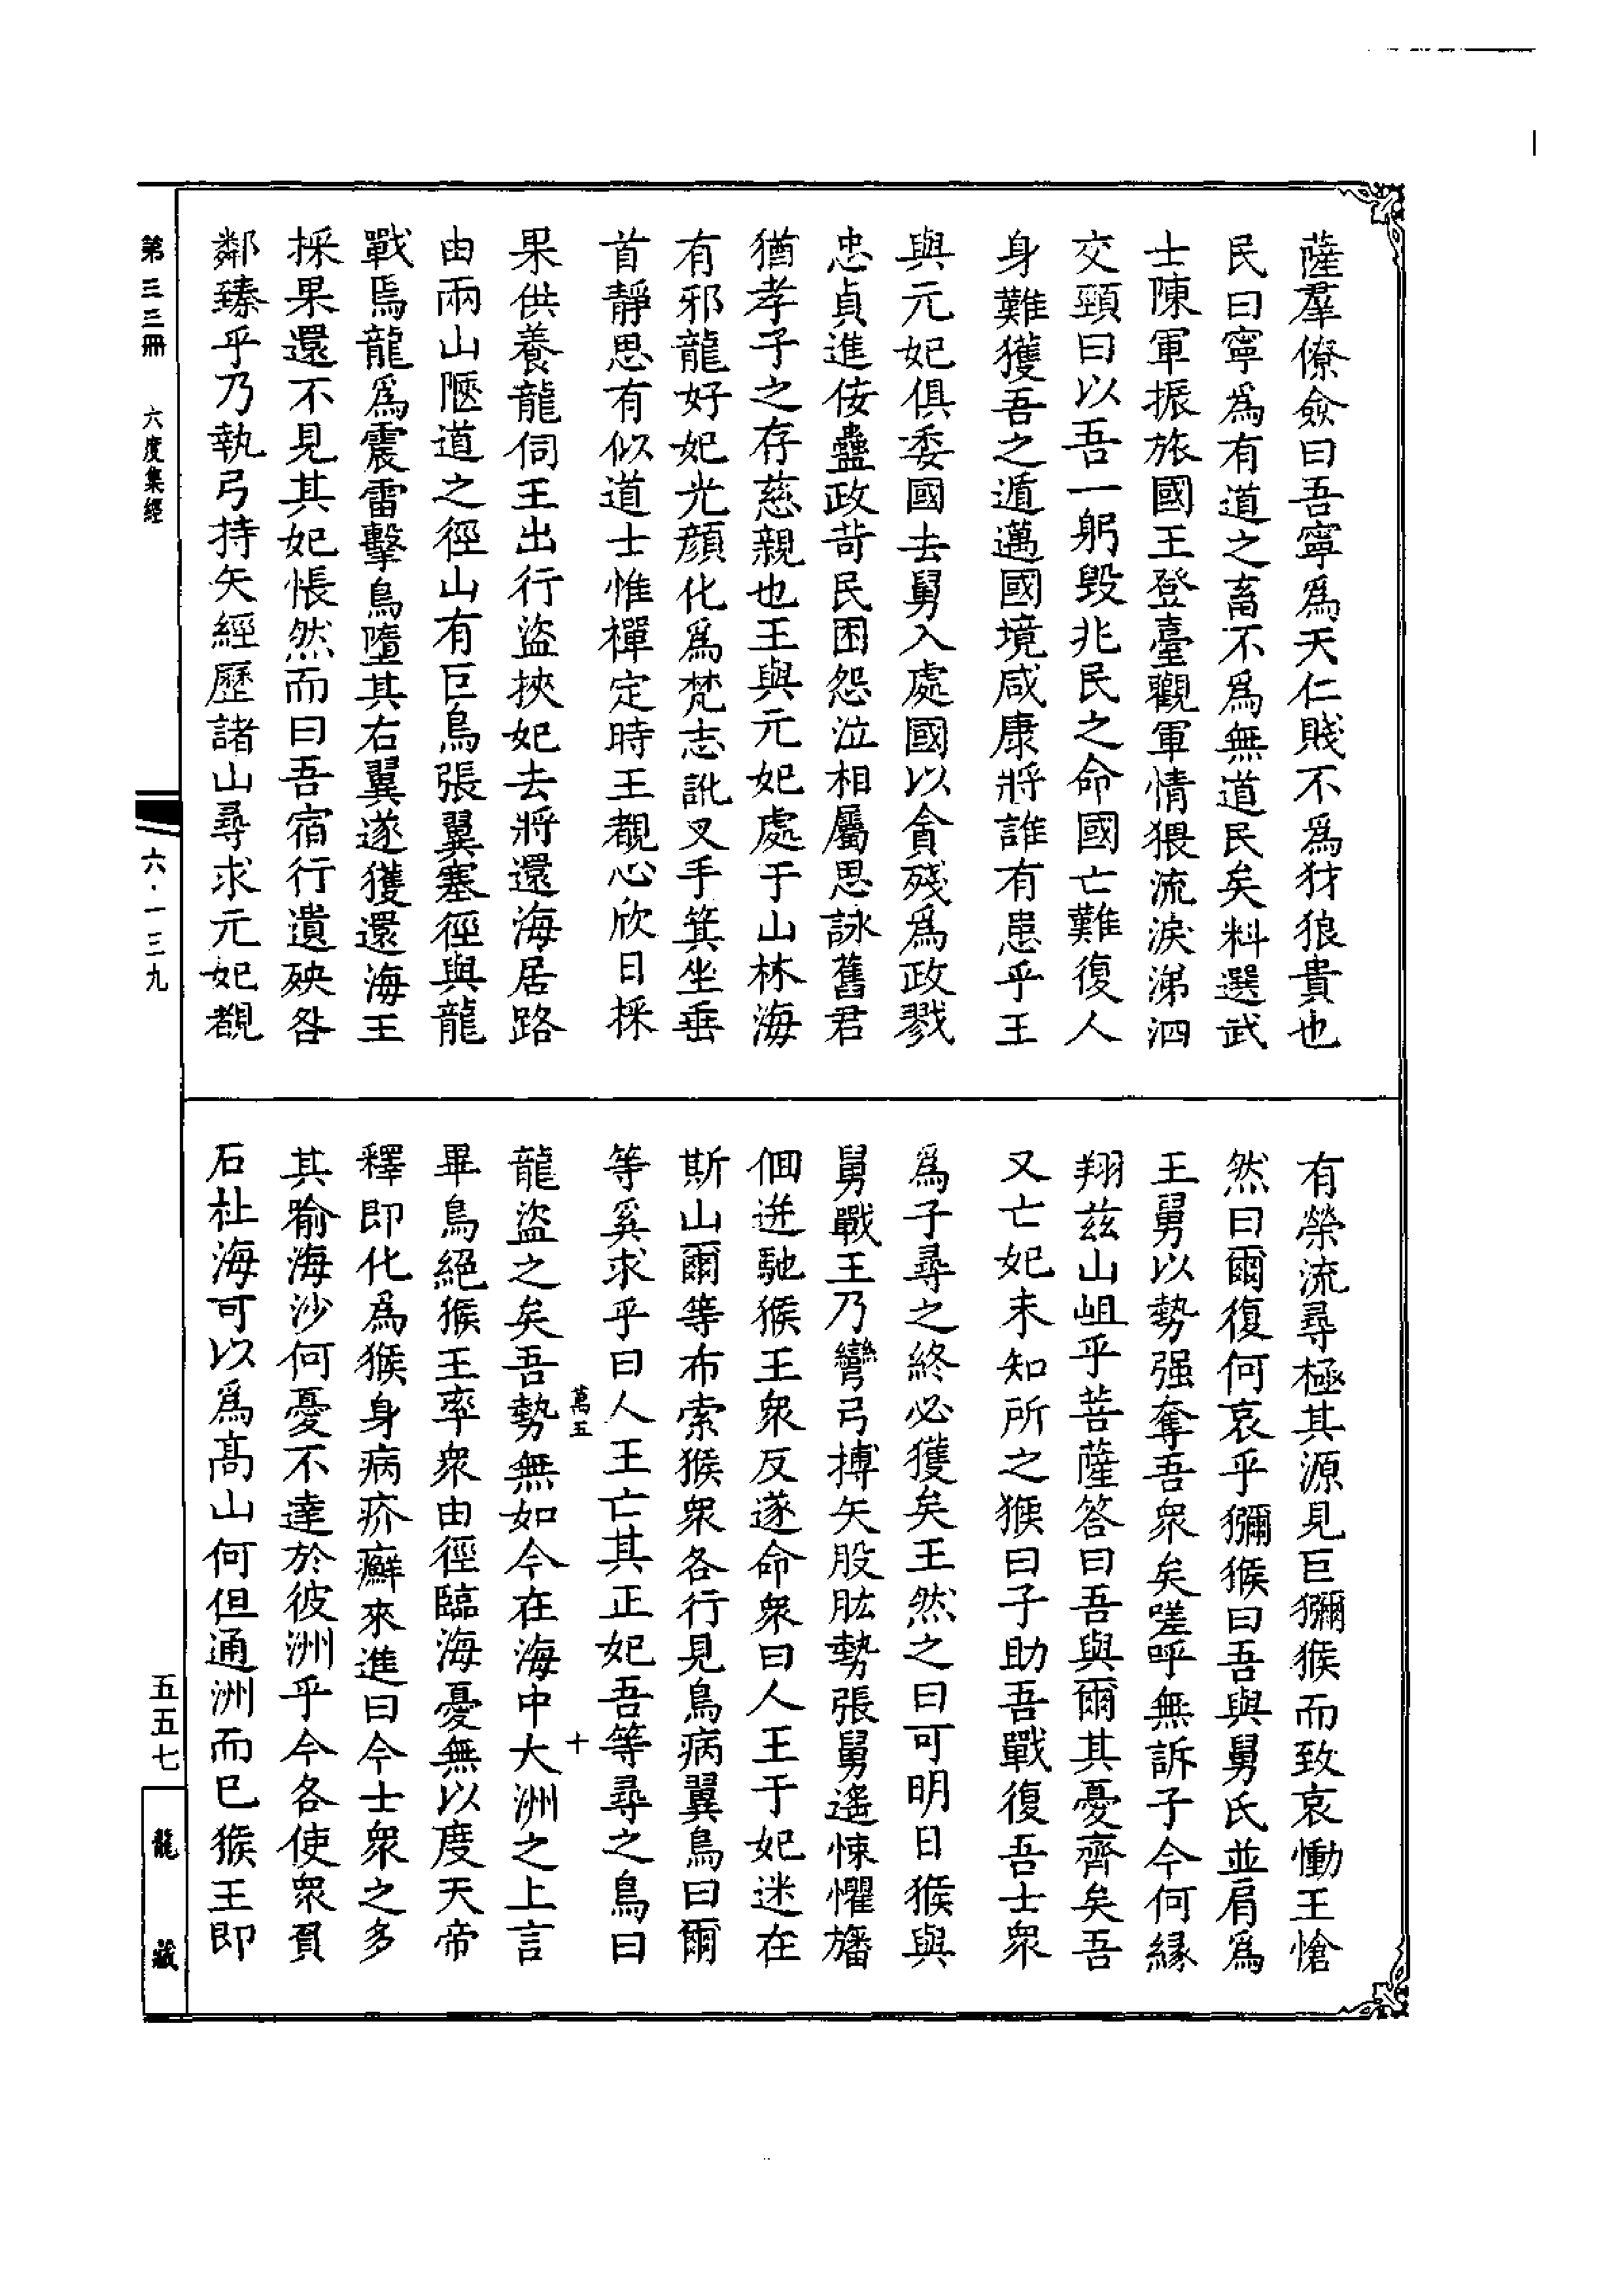 薩羣僚僉曰吾寧爲天仁賤不爲犲狼貴也
民曰寧爲有道之畜不爲無道民矣料選武
士陳軍振旅國王登臺觀軍情猥流淚涕泗
交頸曰以吾一躬毀兆民之命國亡難復人
身難獲吾之遁邁國境咸康將誰有患乎王
與元妃俱委國去舅入處國以貪殘爲政戮
忠貞進侫蠱政苛民困怨泣相屬思詠舊君
猶孝子之存慈親也王與元妃處于山林海
有邪龍好妃光顏化爲梵志訛叉手箕坐垂
首靜思有似道士惟禪定時王覩心欣日採
果供養龍伺王出行盜挾妃去將還海居路
由兩山陿道之徑山有巨鳥張翼塞徑與龍
戰焉龍爲震雷擊鳥墮其右翼遂獲還海王
採果還不見其妃悵然而曰吾宿行遺殃咎
鄰臻乎乃執弓持矢經歷諸山尋求元妃覩
有榮流尋極其源見巨獼猴而致哀慟王愴
然曰爾復何哀乎獼猴曰吾與舅氏並肩爲
王舅以勢强奪吾衆矣嗟呼無訴子今何緣
翔茲山岨乎菩薩答曰吾與爾其憂齊矣吾
又亡妃未知所之猴曰子助吾戰復吾士衆
爲子尋之終必獲矣王然之曰可明日猴與
舅戰王乃彎弓搏矢股肱勢張舅遙悚懼旛
佪迸馳猴王衆反遂命衆曰人王于妃迷在
斯山爾等布索猴衆各行見鳥病翼鳥曰爾
等奚求乎曰人王亡其正妃吾等尋之鳥曰
龍盜之矣吾勢無如今在海中大洲之上言
畢鳥絕猴王率衆由徑臨海憂無以度天帝
釋即化爲猴身病疥癬來進曰今士衆之多
其踰海沙何憂不達於彼洲乎今各使衆負
石杜海可以爲高山何但通洲而已猴王即
萬五
十
第三三冊
六度集經
六·一三九
五五七
龍藏